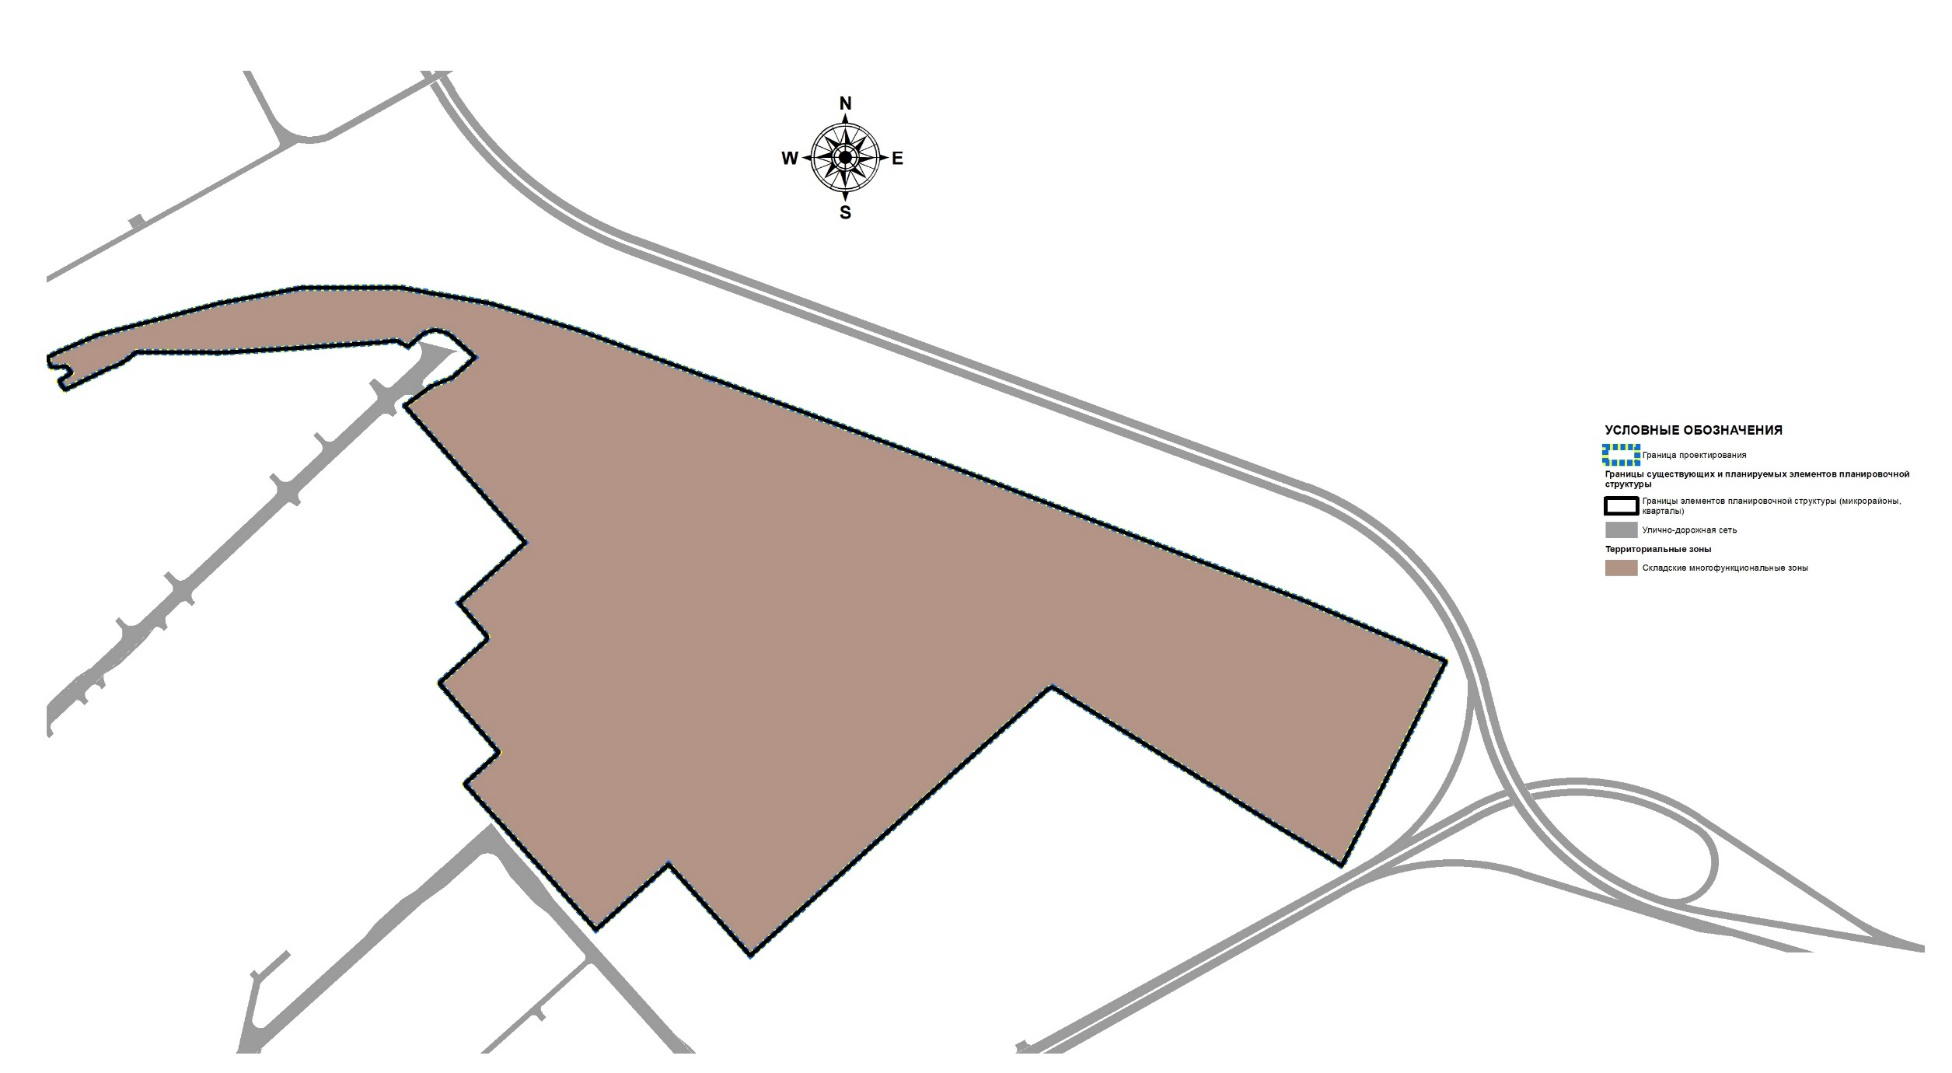 N
W E
S
УСЛОВНЫЕ ОБОЗНАЧЕНИЯ
Граница проектирования
Границы существующих и планируемых элементов планировочной
структуры
Границы элементов планировочной структуры (микрорайоны,
кварталы)
Улично-дорожная сеть
Территориальные зоны
Складские многофункциональные зоны